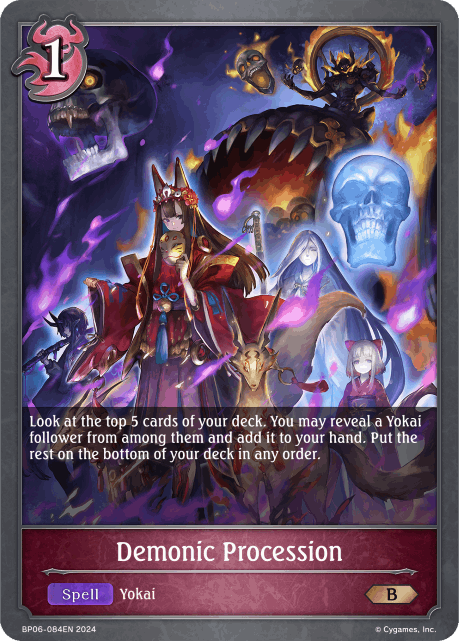 1
Look at the top 5 cards of your deck. You may reveal a Yokai
follower from among them and add it to your hand. Put the
rest on the bottom of your deck in any order.
Demonic Procession
Spell Yokai B
BP06-084EN 2024 © Cygames, Inc.